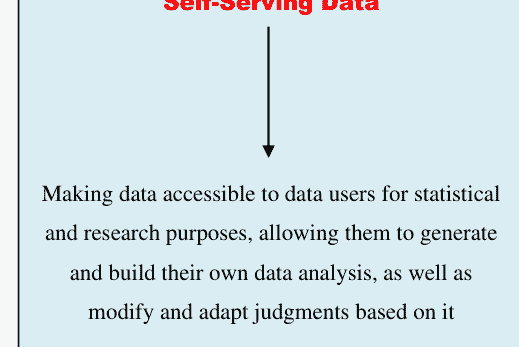 Self-Serving Data
Making data accessible to data users for statistical
and research purposes, allowing them to generate
and build their own data analysis, as well as
modify and adapt judgments based on it